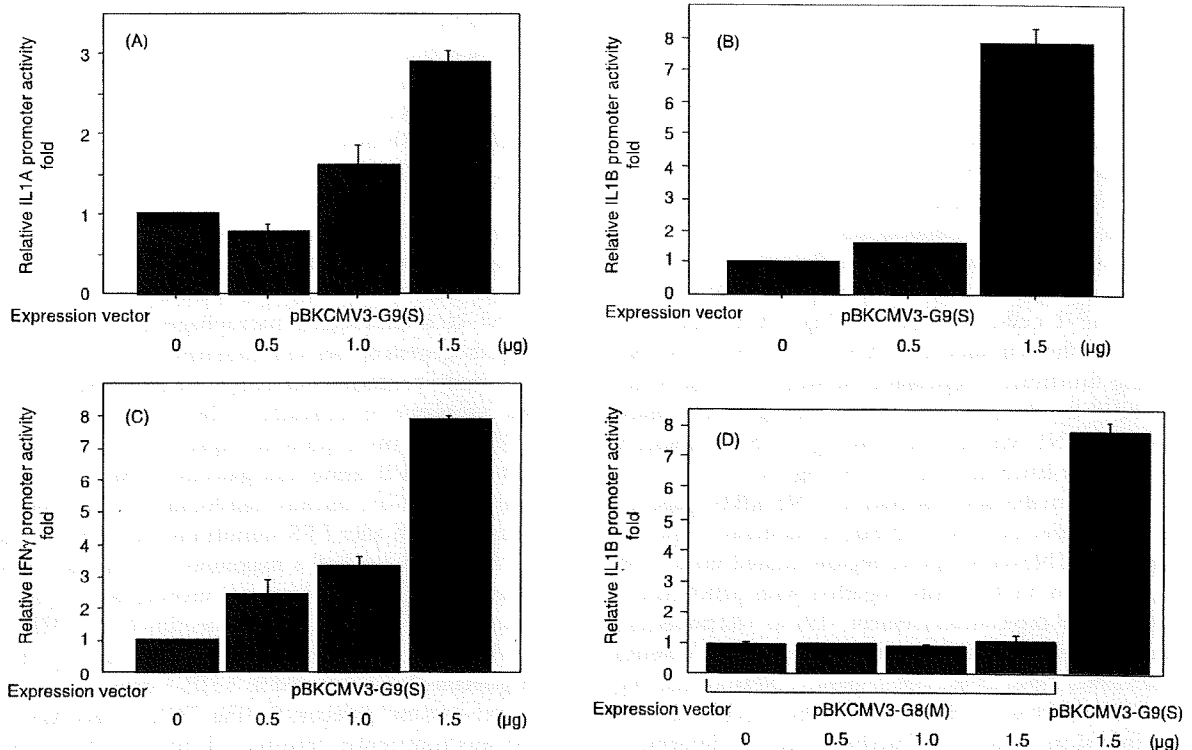 (A)
Relative IL1A promoter activity
fold
3
2
1
0
Expression vector
pBKCMV3-G9(S)
0 0.5 1.0 1.5 (µg)
(B)
Relative IL1B promoter activity
fold
8
7
6
5
4
3
2
1
0
Expression vector
pBKCMV3-G9(S)
0 0.5 1.5 (µg)
(C)
Relative IFNγ promoter activity
fold
8
7
6
5
4
3
2
1
0
Expression vector
pBKCMV3-G9(S)
0 0.5 1.0 1.5 (µg)
(D)
Relative IL1B promoter activity
fold
8
7
6
5
4
3
2
1
0
Expression vector
pBKCMV3-G8(M) pBKCMV3-G9(S)
0 0.5 1.0 1.5 1.5 (µg)